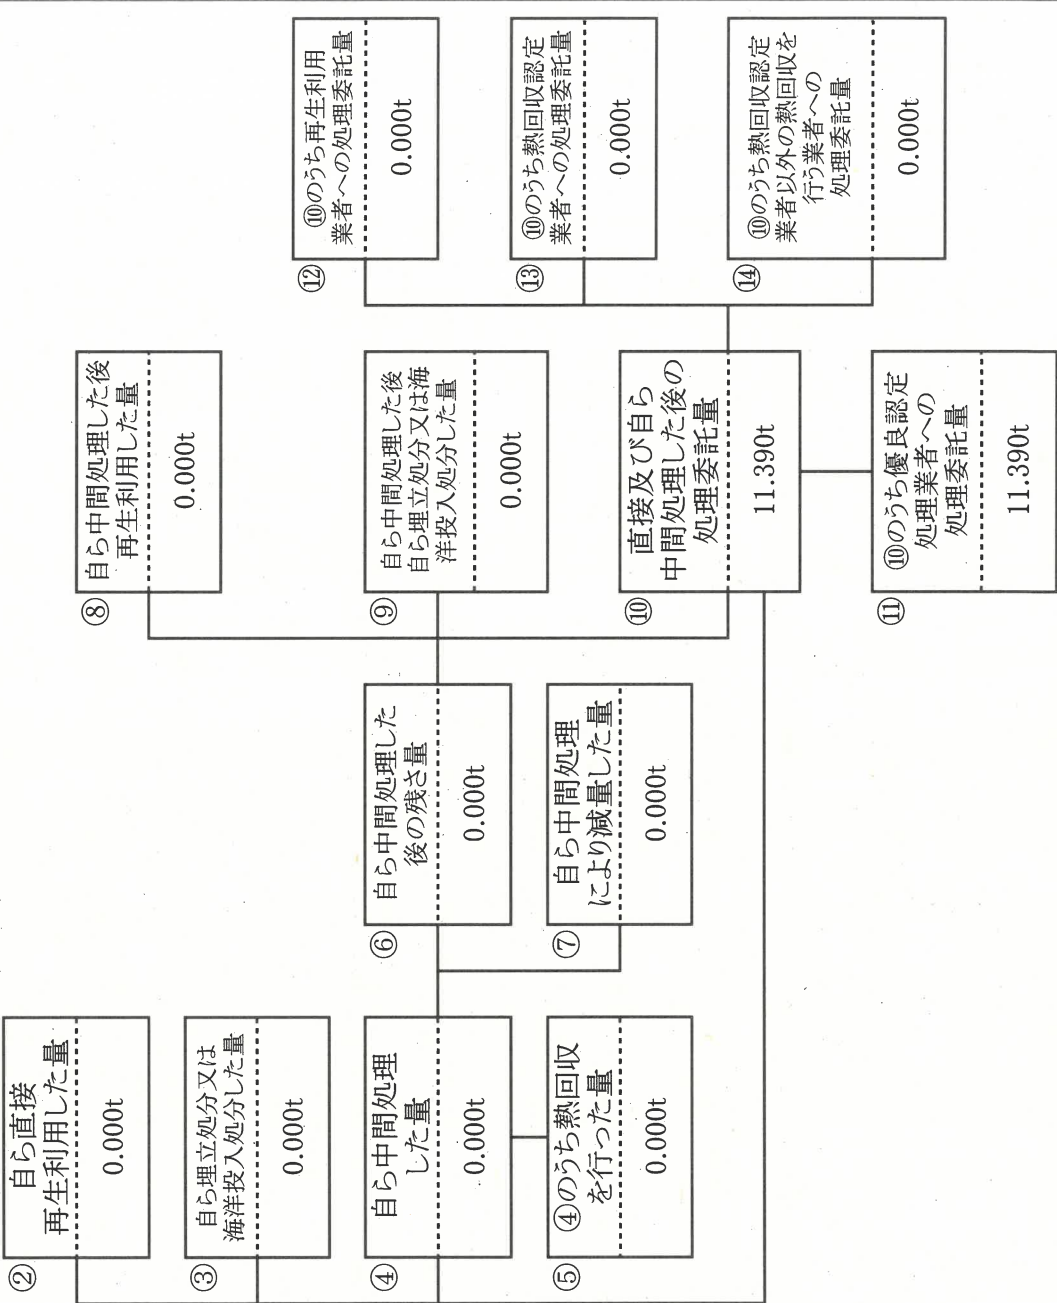 ②
自ら直接
再生利用した量
0.000t
③
自ら埋立処分又は
海洋投入処分した量
0.000t
④
自ら中間処理
した量
0.000t
⑤
④のうち熱回収
を行った量
0.000t
⑥
自ら中間処理した
後の残さ量
0.000t
⑦
自ら中間処理
により減量した量
0.000t
⑧
自ら中間処理した後
再生利用した量
0.000t
⑨
自ら中間処理した後
自ら埋立処分又は海
洋投入処分した量
0.000t
⑩
直接及び自ら
中間処理した後の
処理委託量
11.390t
⑪
⑩のうち優良認定
処理業者への
処理委託量
11.390t
⑫
⑩のうち再生利用
業者への処理委託量
0.000t
⑬
⑩のうち熱回収認定
業者への処理委託量
0.000t
⑭
⑩のうち熱回収認定
業者以外の熱回収を
行う業者への
処理委託量
0.000t